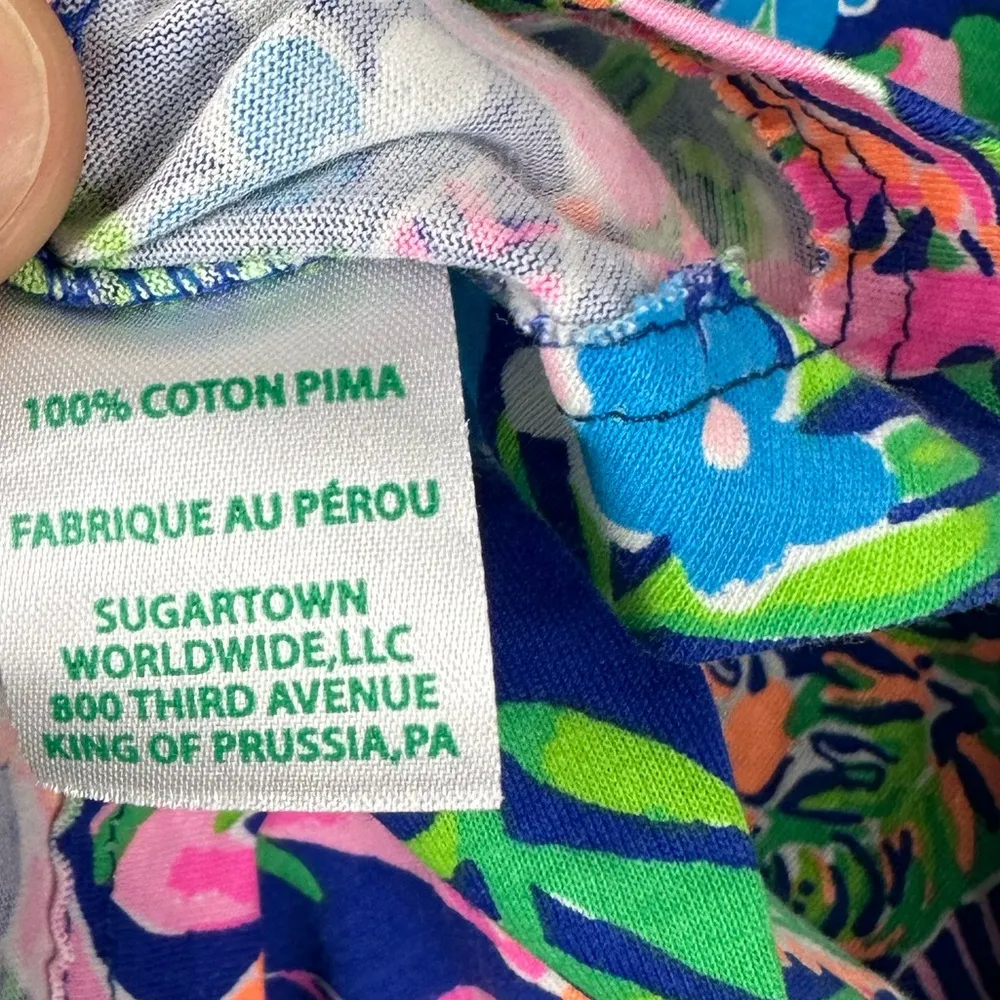 100% COTON PIMA
FABRIQUE AU PÉROU
SUGARTOWN
WORLDWIDE,LLC
800 THIRD AVENUE
KING OF PRUSSIA,PA